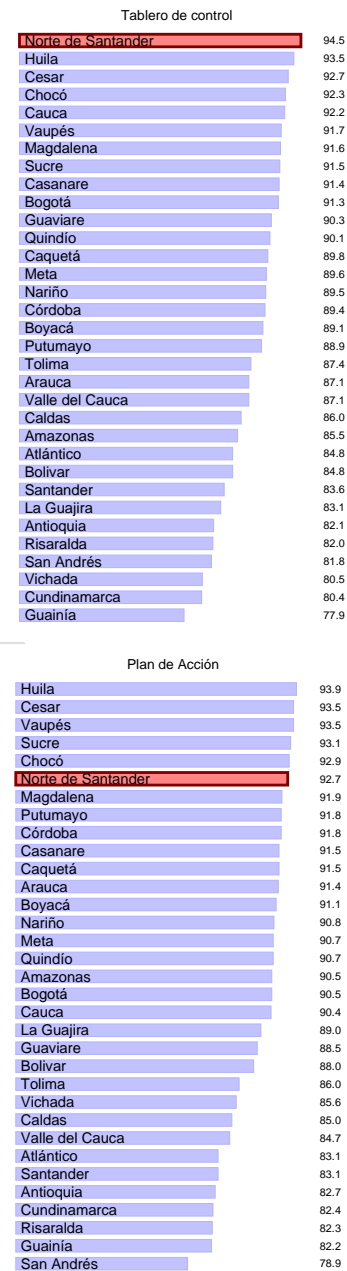 Tablero de control
Norte de Santander 94.5
Huila 93.5
Cesar 92.7
Chocó 92.3
Cauca 92.2
Vaupés 91.7
Magdalena 91.6
Sucre 91.5
Casanare 91.4
Bogotá 91.3
Guaviare 90.3
Quindío 90.1
Caquetá 89.8
Meta 89.6
Nariño 89.5
Córdoba 89.4
Boyacá 89.1
Putumayo 88.9
Tolima 87.4
Arauca 87.1
Valle del Cauca 87.1
Caldas 86.0
Amazonas 85.5
Atlántico 84.8
Bolivar 84.8
Santander 83.6
La Guajira 83.1
Antioquia 82.1
Risaralda 82.0
San Andrés 81.8
Vichada 80.5
Cundinamarca 80.4
Guainía 77.9
Plan de Acción
Huila 93.9
Cesar 93.5
Vaupés 93.5
Sucre 93.1
Chocó 92.9
Norte de Santander 92.7
Magdalena 91.9
Putumayo 91.8
Córdoba 91.8
Casanare 91.5
Caquetá 91.5
Arauca 91.4
Boyacá 91.1
Nariño 90.8
Meta 90.7
Quindío 90.7
Amazonas 90.5
Bogotá 90.5
Cauca 90.4
La Guajira 89.0
Guaviare 88.5
Bolivar 88.0
Tolima 86.0
Vichada 85.6
Caldas 85.0
Valle del Cauca 84.7
Atlántico 83.1
Santander 83.1
Antioquia 82.7
Cundinamarca 82.4
Risaralda 82.3
Guainía 82.2
San Andrés 78.9